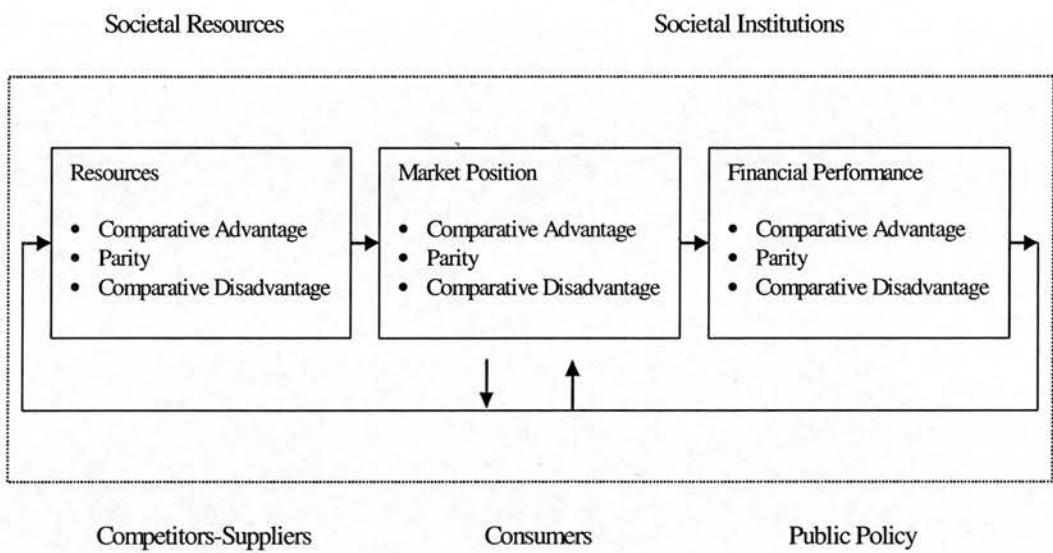 Societal Resources
Societal Institutions
Resources
• Comparative Advantage
• Parity
• Comparative Disadvantage
Market Position
• Comparative Advantage
• Parity
• Comparative Disadvantage
Financial Performance
• Comparative Advantage
• Parity
• Comparative Disadvantage
Competitors-Suppliers
Consumers
Public Policy